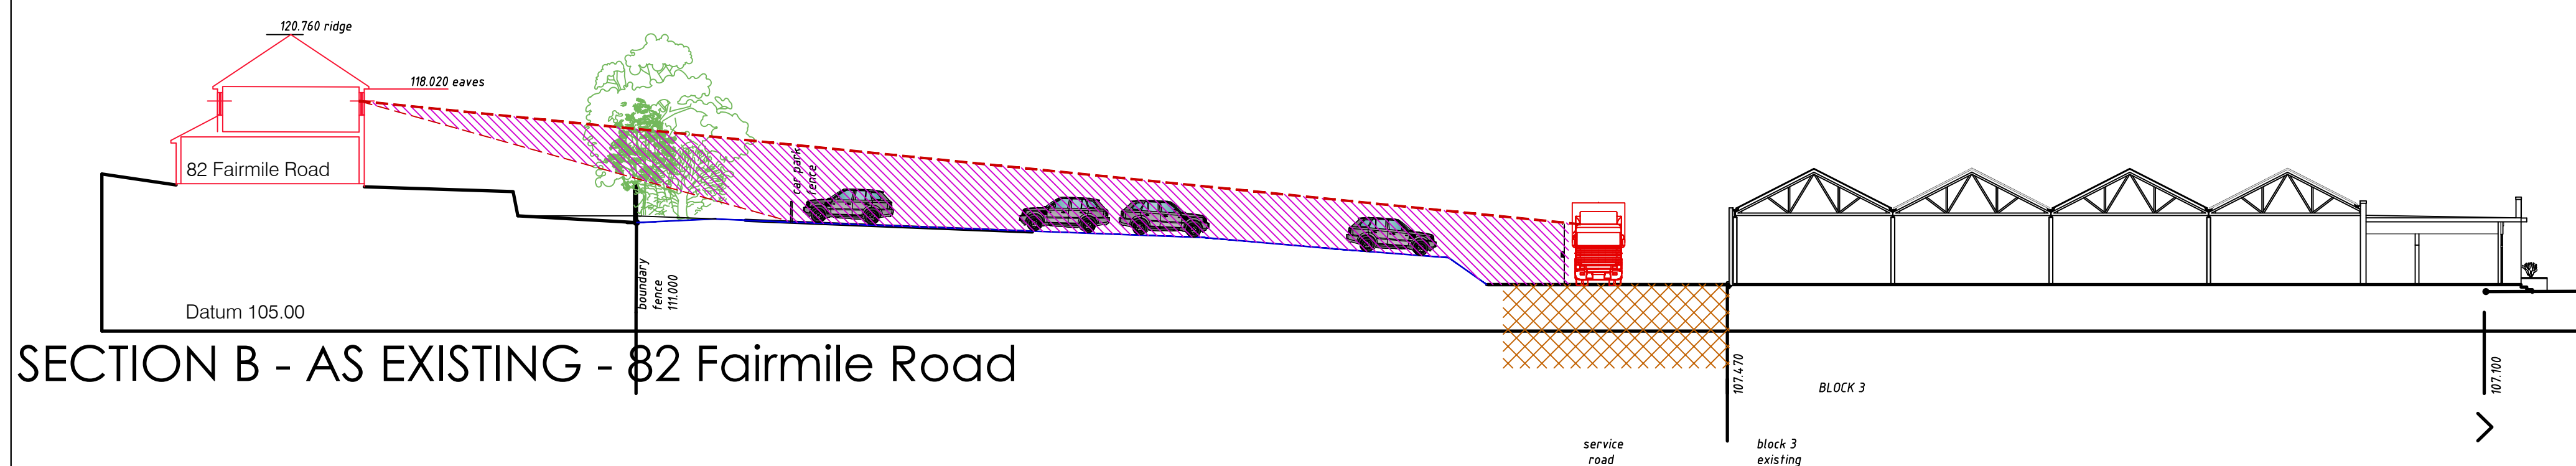 120.760 ridge
118.020 eaves
82 Fairmile Road
car park
fence
boundary
fence
111.000
Datum 105.00
SECTION B - AS EXISTING - 82 Fairmile Road
107.470
BLOCK 3
107.100
service
road
block 3
existing